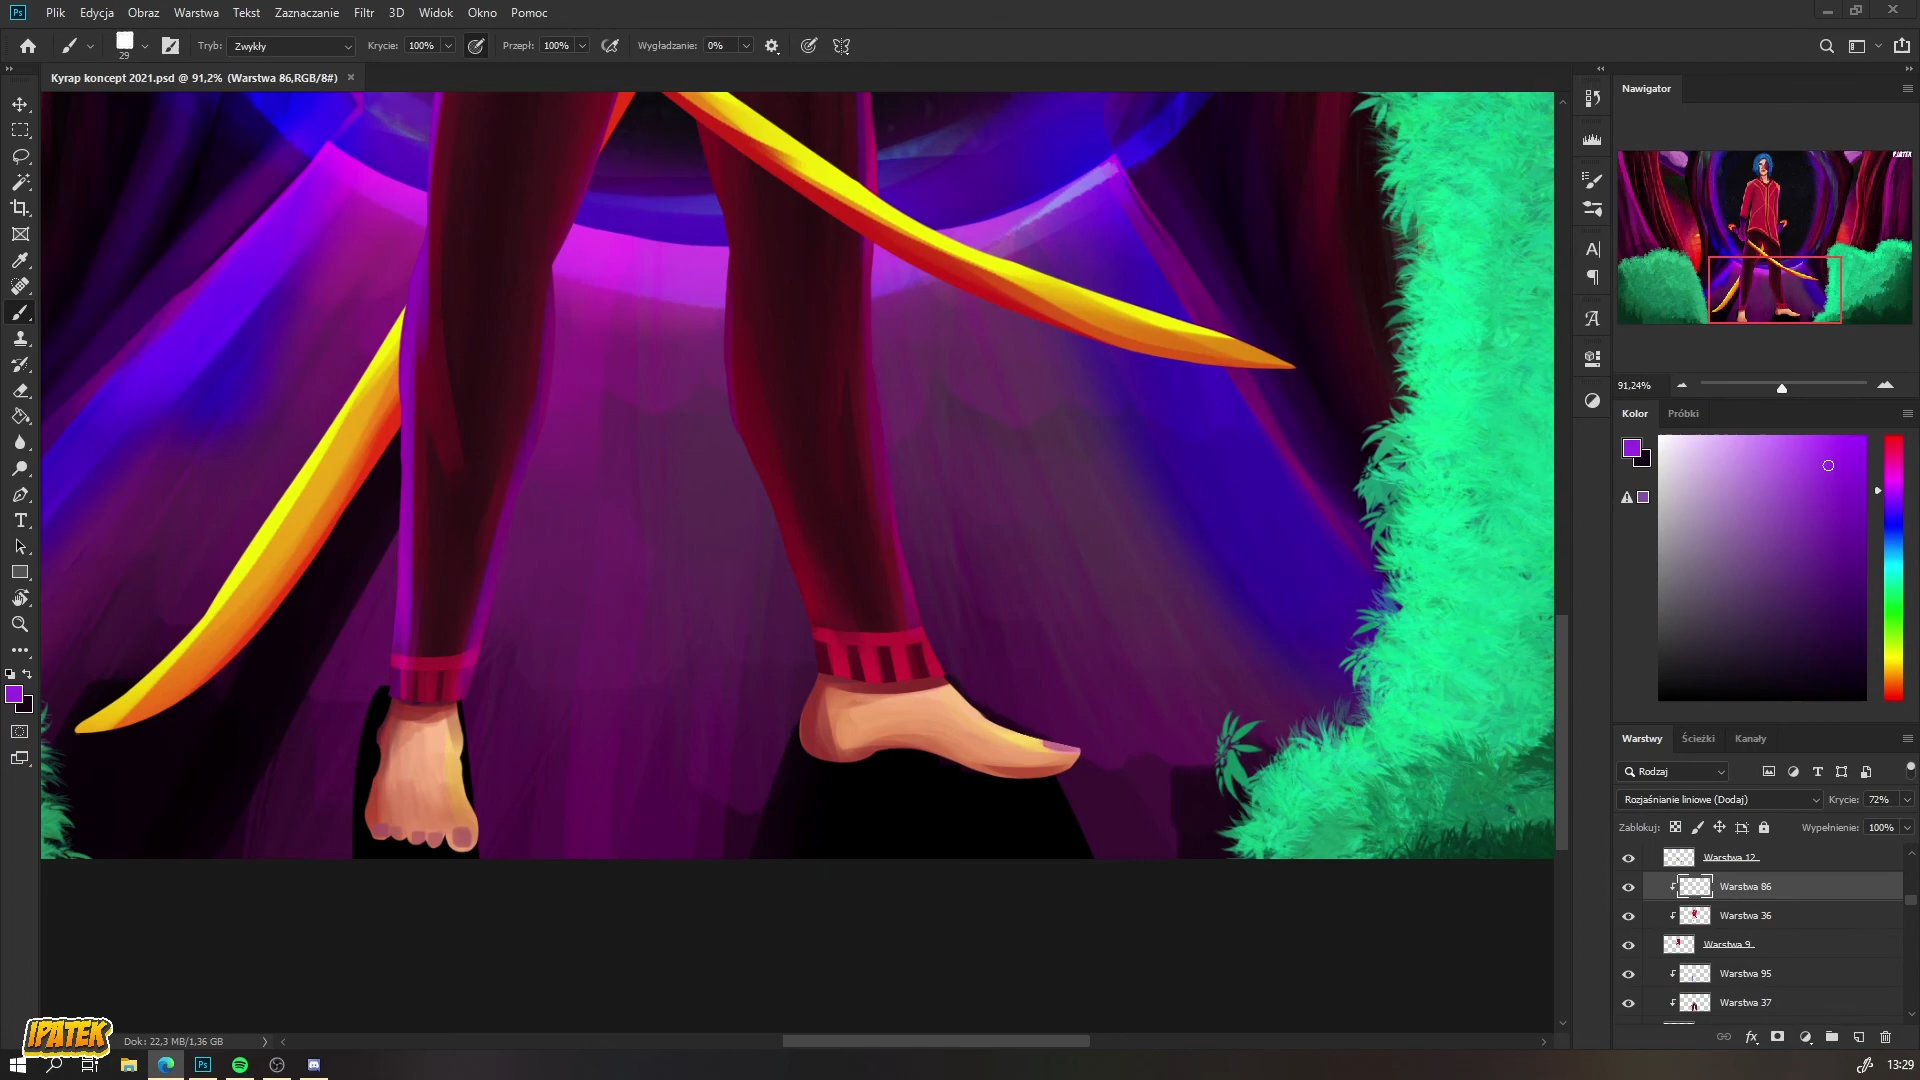 Ps Plik Edycja Obraz Warstwa Tekst Zaznaczanie Filtr 3D Widok Okno Pomoc
29 Tryb: Zwykły Krycie: 100% Przepł: 100% Wygładzanie: 0%
Kyrap koncept 2021.psd @ 91,2% (Warstwa 86,RGB/8#) ×
Nawigator
91,24%
Kolor Próbki
Warstwy Ścieżki Kanały
Rodzaj
Rozjaśnianie liniowe (Dodaj) Krycie: 72%
Zablokuj: Wypełnienie: 100%
Warstwa 12
Warstwa 86
Warstwa 36
Warstwa 9
Warstwa 95
Warstwa 37
IPATEK
Dok: 22,3 MB/1,36 GB
Ps
13:29